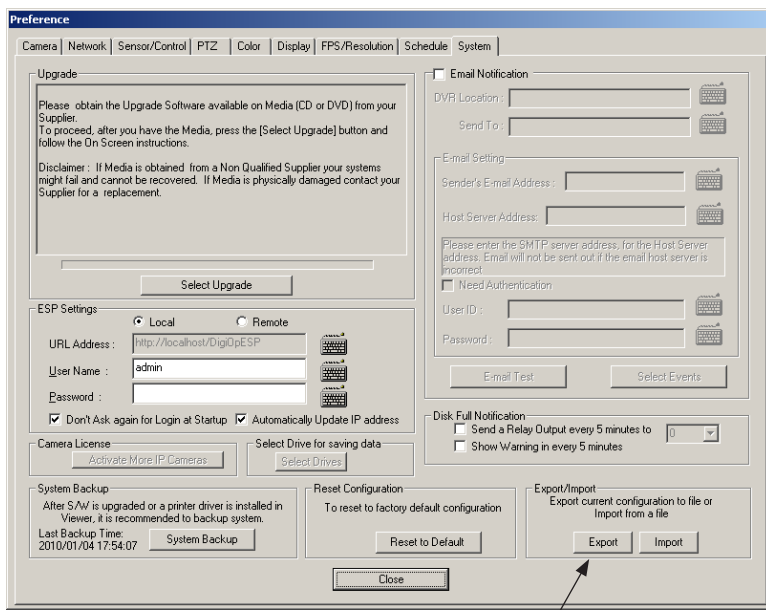 Preference
Camera Network Sensor/Control PTZ Color Display FPS/Resolution Schedule System
Upgrade
Please obtain the Upgrade Software available on Media (CD or DVD) from your
Supplier.
To proceed, after you have the Media, press the [Select Upgrade] button and
follow the On Screen instructions.
Disclaimer : If Media is obtained from a Non Qualified Supplier your systems
might fail and cannot be recovered. If Media is physically damaged contact your
Supplier for a replacement.
Select Upgrade
ESP Settings
Local Remote
URL Address : http://localhost/DigiOpESP
User Name : admin
Password :
Don't Ask again for Login at Startup Automatically Update IP address
Camera License
Activate More IP Cameras
Select Drive for saving data
Select Drives
System Backup
After S/W is upgraded or a printer driver is installed in
Viewer, it is recommended to backup system.
Last Backup Time:
2010/01/04 17:54:07
System Backup
Reset Configuration
To reset to factory default configuration
Reset to Default
Email Notification
DVR Location :
Send To :
E-mail Setting
Sender's E-mail Address :
Host Server Address:
Please enter the SMTP server address, for the Host Server
address. Email will not be sent out if the email host server is
incorrect
Need Authentication
User ID :
Password :
E-mail Test Select Events
Disk Full Notification
Send a Relay Output every 5 minutes to 0
Show Warning in every 5 minutes
Export/Import
Export current configuration to file or
Import from a file
Export Import
Close